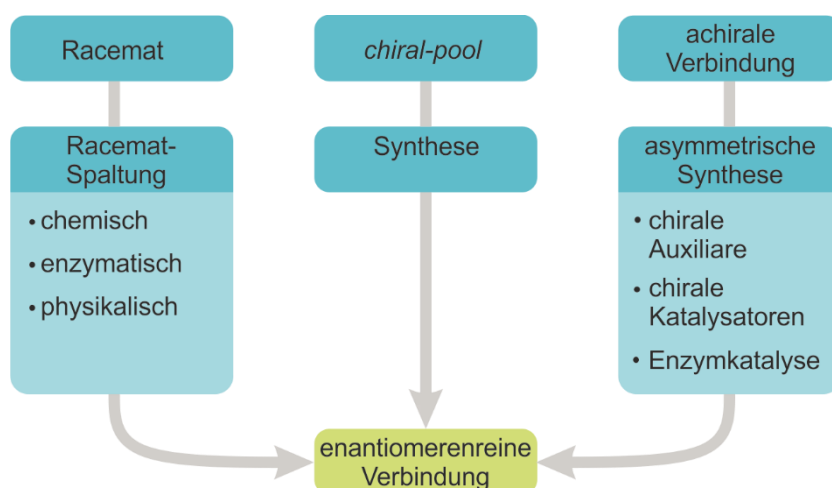 Racemat
Racemat-
Spaltung
• chemisch
• enzymatisch
• physikalisch
chiral-pool
Synthese
achirale
Verbindung
asymmetrische
Synthese
• chirale
Auxiliare
• chirale
Katalysatoren
• Enzymkatalyse
enantiomerenreine
Verbindung